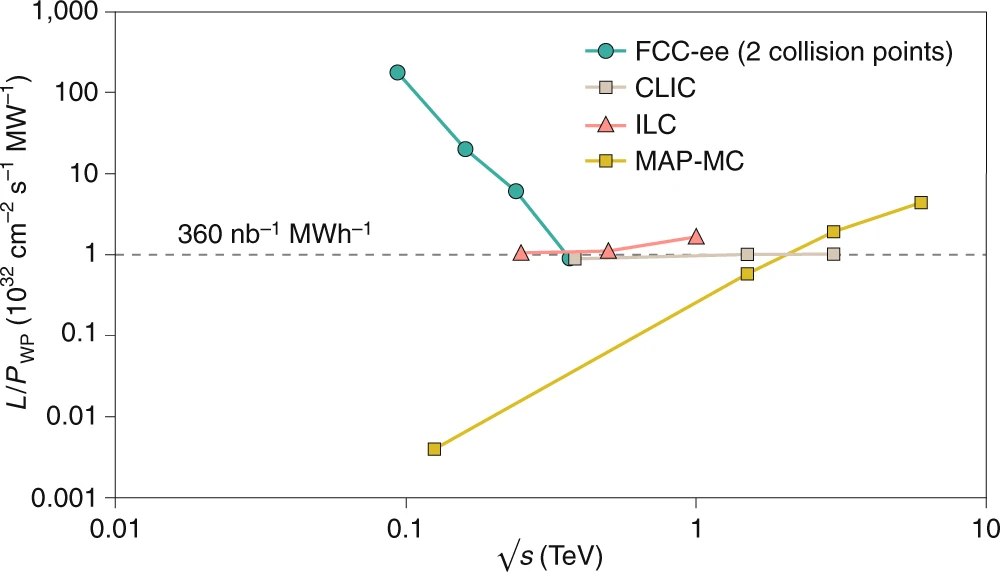 1,000
100
10
1
0.1
0.01
0.001
L/P_WP (10³² cm⁻² s⁻¹ MW⁻¹)
FCC-ee (2 collision points)
CLIC
ILC
MAP-MC
360 nb⁻¹ MWh⁻¹
0.01
0.1
1
10
√s (TeV)